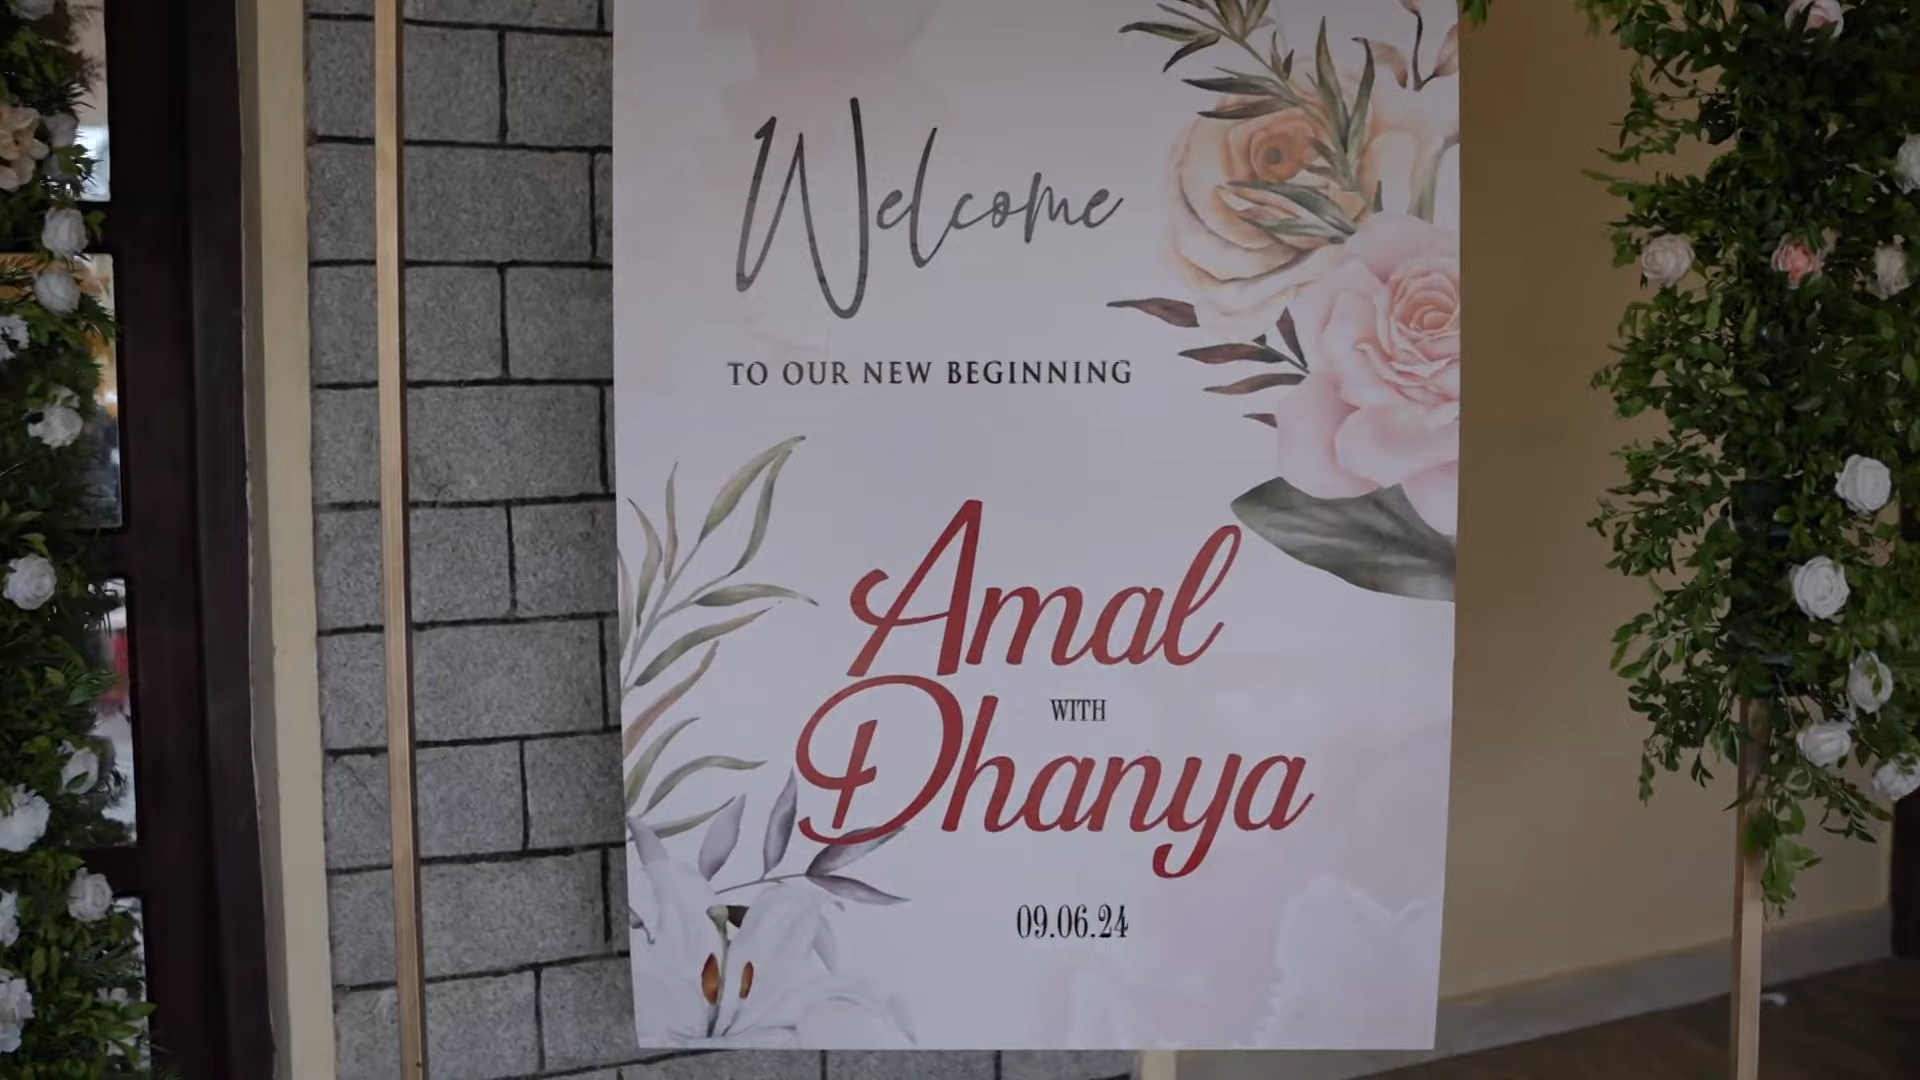 Welcome
TO OUR NEW BEGINNING
Amal
WITH
Dhanya
09.06.24